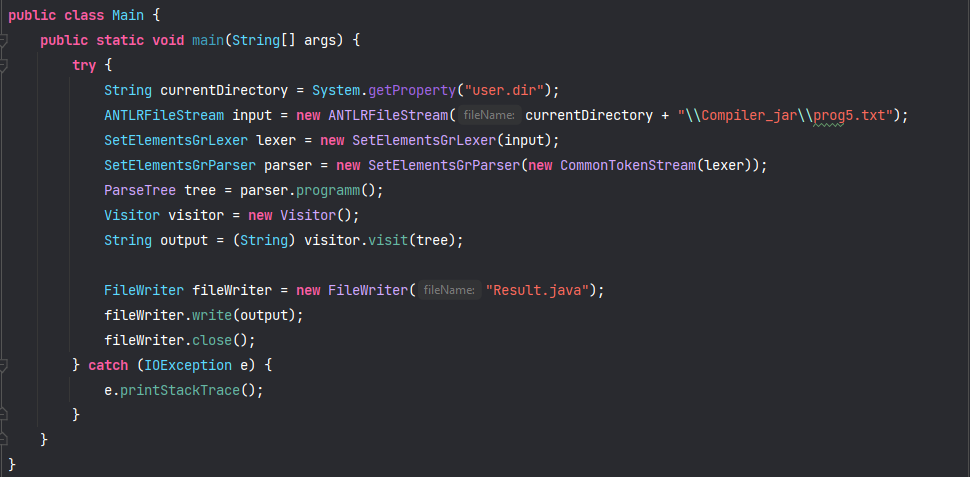 public class Main {
    public static void main(String[] args) {
        try {
            String currentDirectory = System.getProperty("user.dir");
            ANTLRFileStream input = new ANTLRFileStream( fileName: currentDirectory + "\\Compiler_jar\\prog5.txt");
            SetElementsGrLexer lexer = new SetElementsGrLexer(input);
            SetElementsGrParser parser = new SetElementsGrParser(new CommonTokenStream(lexer));
            ParseTree tree = parser.programm();
            Visitor visitor = new Visitor();
            String output = (String) visitor.visit(tree);

            FileWriter fileWriter = new FileWriter( fileName: "Result.java");
            fileWriter.write(output);
            fileWriter.close();
        } catch (IOException e) {
            e.printStackTrace();
        }
    }
}